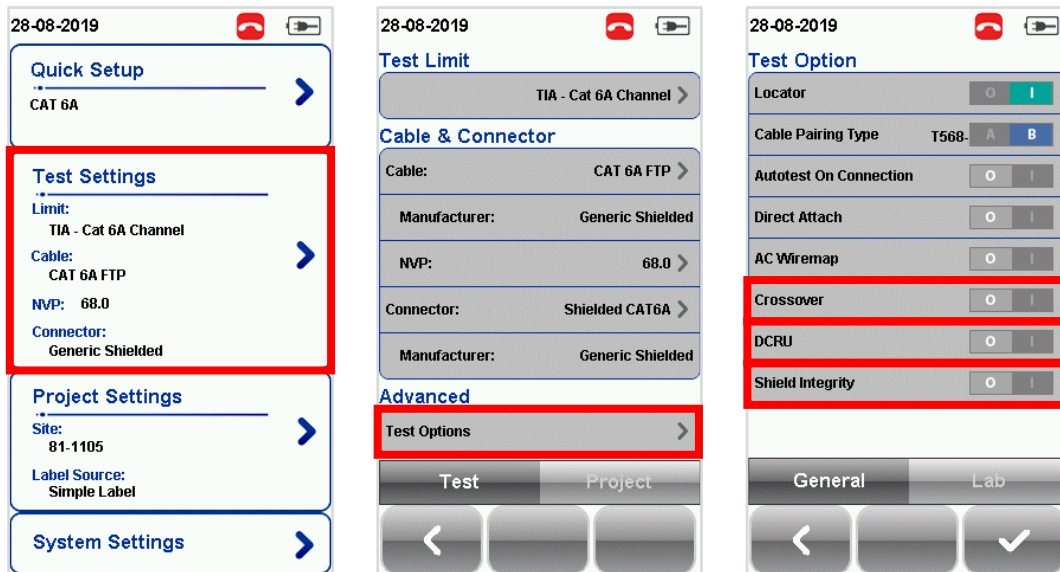 28-08-2019
Quick Setup
CAT 6A
Test Settings
Limit:
TIA - Cat 6A Channel
Cable:
CAT 6A FTP
NVP: 68.0
Connector:
Generic Shielded
Project Settings
Site:
81-1105
Label Source:
Simple Label
System Settings
28-08-2019
Test Limit
TIA - Cat 6A Channel
Cable & Connector
Cable: CAT 6A FTP
Manufacturer: Generic Shielded
NVP: 68.0
Connector: Shielded CAT6A
Manufacturer: Generic Shielded
Advanced
Test Options
Test Project
28-08-2019
Test Option
Locator O I
Cable Pairing Type T568- A B
Autotest On Connection O I
Direct Attach O I
AC Wiremap O I
Crossover O I
DCRU O I
Shield Integrity O I
General Lab